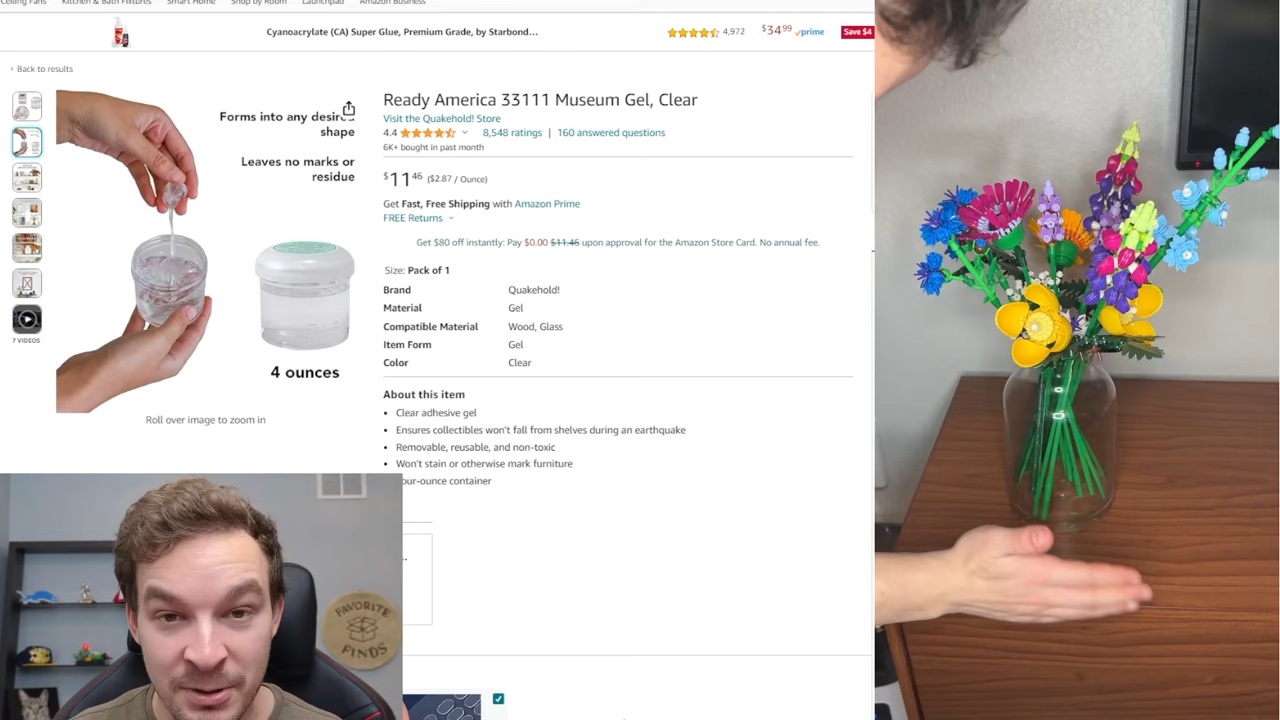 Ceiling Fans Kitchen & Bath Fixtures Smart Home Shop by Room Launchpad Amazon Business
Cyanoacrylate (CA) Super Glue, Premium Grade, by Starbond... 4,972 $34.99 prime Save $4
‹ Back to results
Forms into any desired
shape
Leaves no marks or
residue
4 ounces
Roll over image to zoom in
7 VIDEOS
Ready America 33111 Museum Gel, Clear
Visit the Quakehold! Store
4.4 8,548 ratings | 160 answered questions
6K+ bought in past month
$11.46 ($2.87 / Ounce)
Get Fast, Free Shipping with Amazon Prime
FREE Returns
Get $80 off instantly: Pay $0.00 $11.46 upon approval for the Amazon Store Card. No annual fee.
Size: Pack of 1
Brand Quakehold!
Material Gel
Compatible Material Wood, Glass
Item Form Gel
Color Clear
About this item
• Clear adhesive gel
• Ensures collectibles won't fall from shelves during an earthquake
• Removable, reusable, and non-toxic
• Won't stain or otherwise mark furniture
our-ounce container
FAVORITE
FINDS